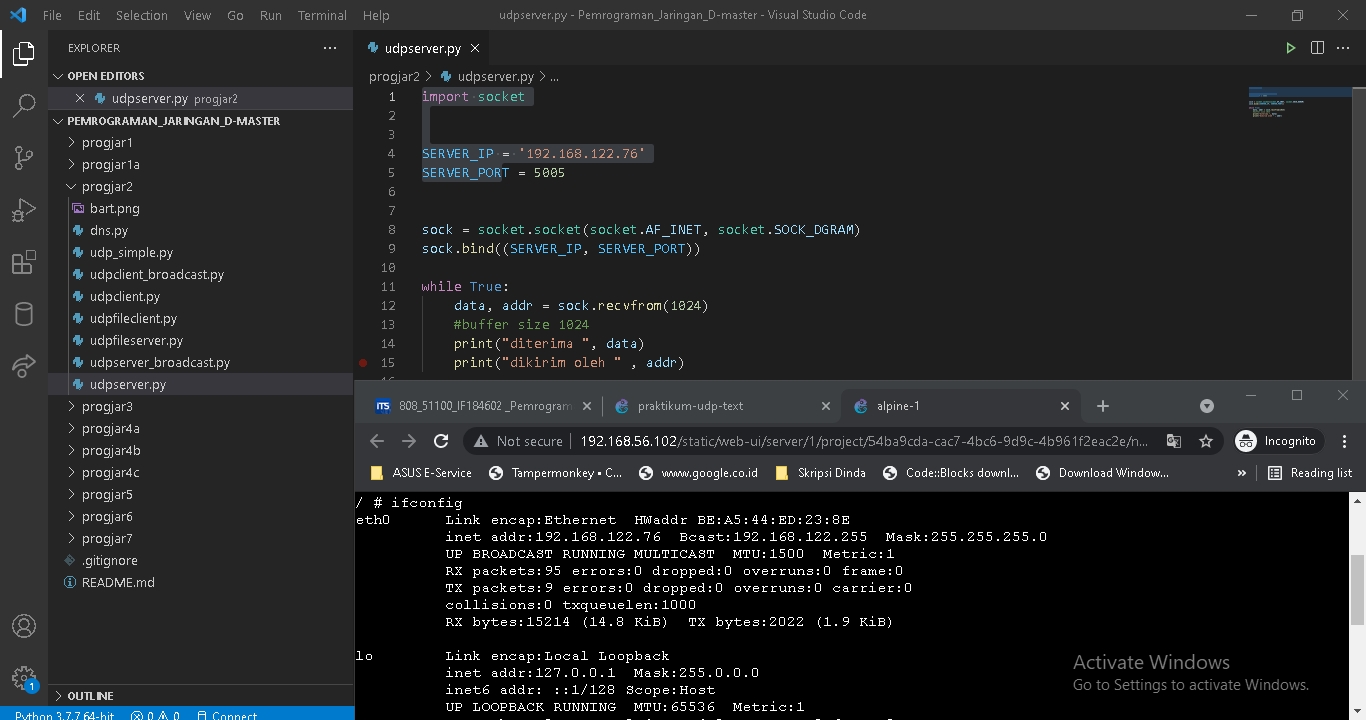 File Edit Selection View Go Run Terminal Help
udpserver.py - Pemrograman_Jaringan_D-master - Visual Studio Code
EXPLORER
OPEN EDITORS
udpserver.py progjar2
PEMROGRAMAN_JARINGAN_D-MASTER
progjar1
progjar1a
progjar2
bart.png
dns.py
udp_simple.py
udpclient_broadcast.py
udpclient.py
udpfileclient.py
udpfileserver.py
udpserver_broadcast.py
udpserver.py
progjar3
progjar4a
progjar4b
progjar4c
progjar5
progjar6
progjar7
.gitignore
README.md
OUTLINE
1
Python 3.7.7 64-bit 0 0 Connect
udpserver.py
progjar2 > udpserver.py > ...
1 import socket
2
3
4 SERVER_IP = '192.168.122.76'
5 SERVER_PORT = 5005
6
7
8 sock = socket.socket(socket.AF_INET, socket.SOCK_DGRAM)
9 sock.bind((SERVER_IP, SERVER_PORT))
10
11 while True:
12 data, addr = sock.recvfrom(1024)
13 #buffer size 1024
14 print("diterima ", data)
15 print("dikirim oleh " , addr)
ITS 808_51100_IF184602_Pemrogram praktikum-udp-text alpine-1
Not secure | 192.168.56.102/static/web-ui/server/1/project/54ba9cda-cac7-4bc6-9d9c-4b961f2eac2e/n... Incognito
ASUS E-Service Tampermonkey • C... www.google.co.id Skripsi Dinda Code::Blocks downl... Download Window... » Reading list
/ # ifconfig
eth0 Link encap:Ethernet HWaddr BE:A5:44:ED:23:8E
inet addr:192.168.122.76 Bcast:192.168.122.255 Mask:255.255.255.0
UP BROADCAST RUNNING MULTICAST MTU:1500 Metric:1
RX packets:95 errors:0 dropped:0 overruns:0 frame:0
TX packets:9 errors:0 dropped:0 overruns:0 carrier:0
collisions:0 txqueuelen:1000
RX bytes:15214 (14.8 KiB) TX bytes:2022 (1.9 KiB)
lo Link encap:Local Loopback
inet addr:127.0.0.1 Mask:255.0.0.0
inet6 addr: ::1/128 Scope:Host
UP LOOPBACK RUNNING MTU:65536 Metric:1
Activate Windows
Go to Settings to activate Windows.